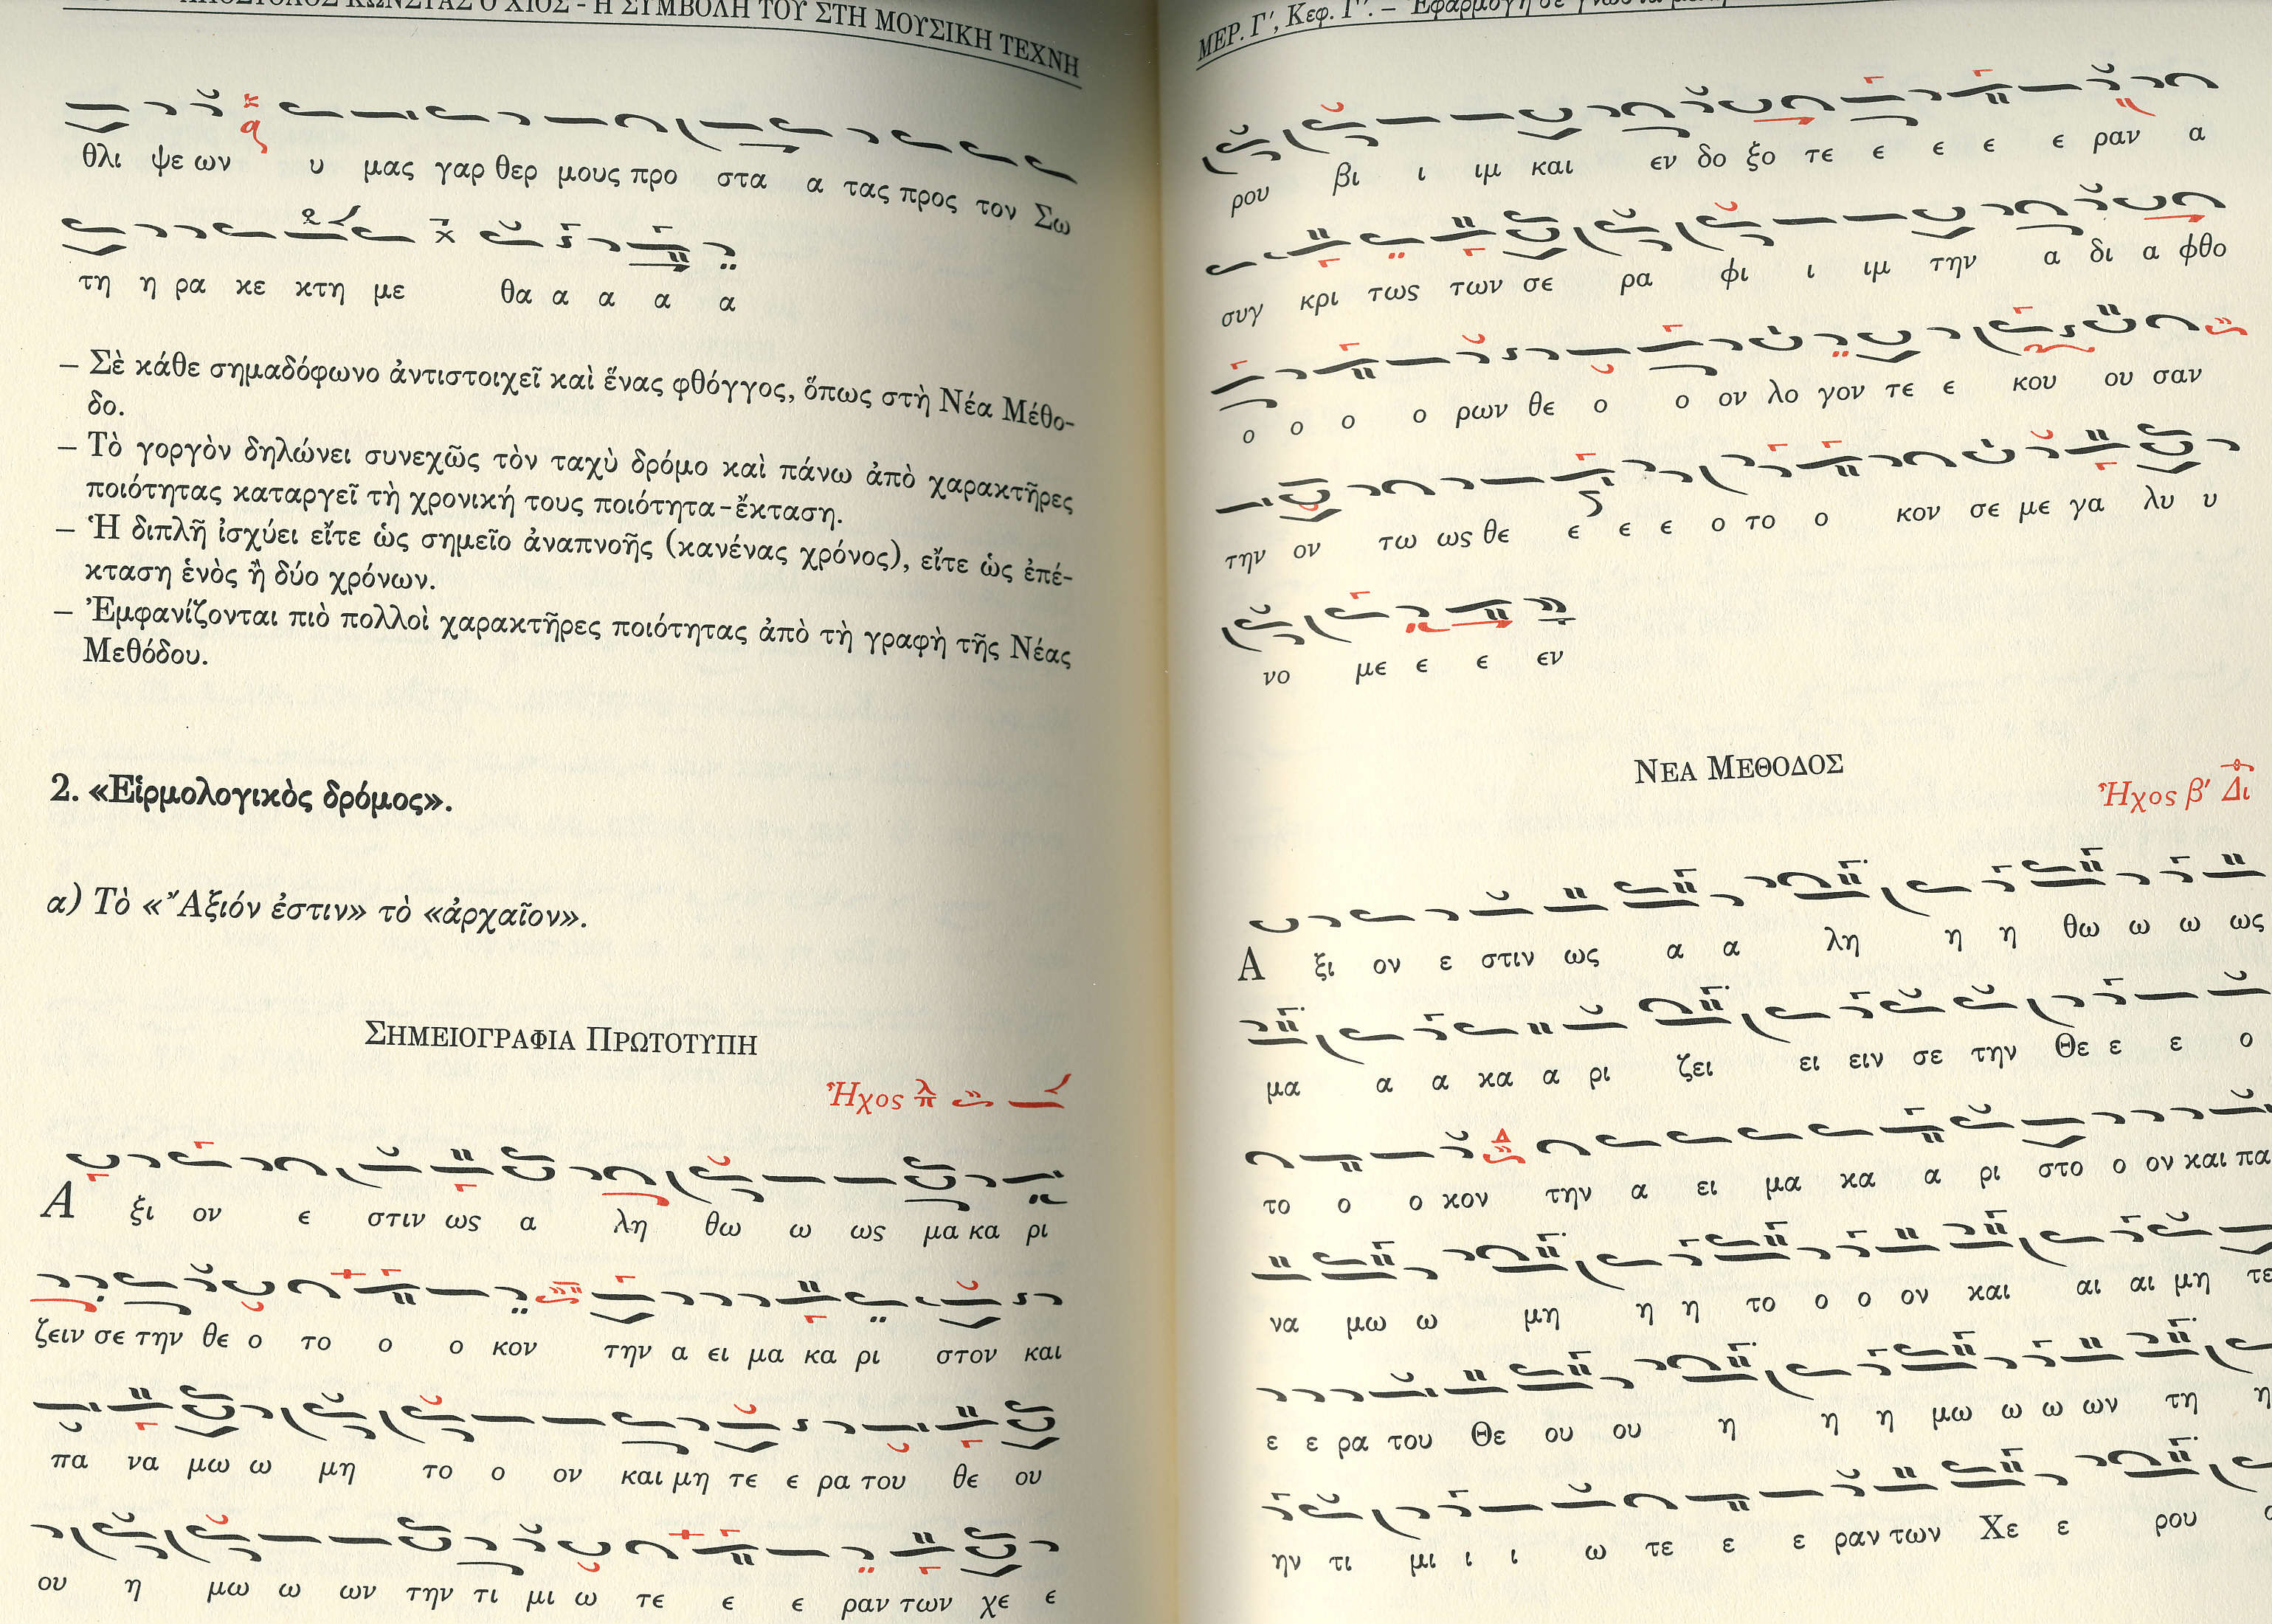 ΑΠΟΣΤΟΛΟΣ ΚΩΝΣΤΑΣ Ο ΧΙΟΣ - Η ΣΥΜΒΟΛΗ ΤΟΥ ΣΤΗ ΜΟΥΣΙΚΗ ΤΕΧΝΗ
θλι ψε ων υ μας γαρ θερ μους προ στα α τας προς τον Σω
τη η ρα κε κτη με θα α α α α
– Σὲ κάθε σημαδόφωνο ἀντιστοιχεῖ καὶ ἕνας φθόγγος, ὅπως στὴ Νέα Μέθο-
δο.
– Τὸ γοργὸν δηλώνει συνεχῶς τὸν ταχὺ δρόμο καὶ πάνω ἀπὸ χαρακτῆρες
ποιότητας καταργεῖ τὴ χρονική τους ποιότητα-ἔκταση.
– Ἡ διπλῆ ἰσχύει εἴτε ὡς σημεῖο ἀναπνοῆς (κανένας χρόνος), εἴτε ὡς ἐπέ-
κταση ἑνὸς ἢ δύο χρόνων.
– Ἐμφανίζονται πιὸ πολλοὶ χαρακτῆρες ποιότητας ἀπὸ τὴ γραφὴ τῆς Νέας
Μεθόδου.
2. «Εἱρμολογικὸς δρόμος».
α) Τὸ «Ἄξιόν ἐστιν» τὸ «ἀρχαῖον».
ΣΗΜΕΙΟΓΡΑΦΙΑ ΠΡΩΤΟΤΥΠΗ
Ἦχος
Α ξι ον ε στιν ως α λη θω ω ως μα κα ρι
ζειν σε την θε ο το ο ο κον την α ει μα κα ρι στον και
πα να μω ω μη το ο ον και μη τε ε ρα του θε ου
ου η μω ω ων την τι μι ω τε ε ε ραν των χε ε
ΜΕΡ. Γ΄, Κεφ. Γ΄. – Ἐφαρμογὴ σὲ γνωστὰ
ρου βι ι ιμ και εν δο ξο τε ε ε ε ε ραν α
συγ κρι τως των σε ρα φι ι ιμ την α δι α φθο
ο ο ο ο ρων θε ο ο ον λο γον τε ε κου ου σαν
την ον τω ως θε ε ε ε ο το ο κον σε με γα λυ υ
νο με ε ε εν
ΝΕΑ ΜΕΘΟΔΟΣ
Ἦχος β΄ Δι
Α ξι ον ε στιν ως α α λη η η θω ω ω ως
μα α α κα α ρι ζει ει ειν σε την Θε ε ε ο
το ο ο κον την α ει μα κα α ρι στο ο ον και πα
να μω ω μη η η το ο ο ον και αι αι μη τε
ε ε ρα του Θε ου ου η η η μω ω ω ων τη η
ην τι μι ι ι ω τε ε ε ραν των Χε ε ρου